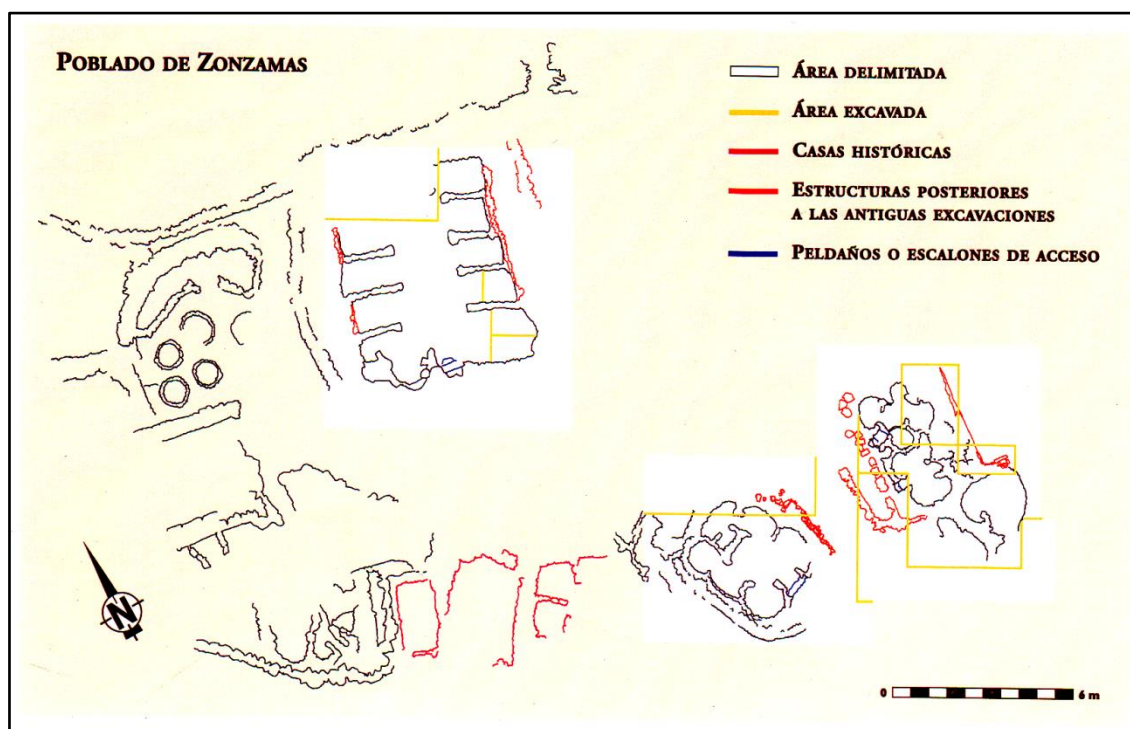 POBLADO DE ZONZAMAS
ÁREA DELIMITADA
ÁREA EXCAVADA
CASAS HISTÓRICAS
ESTRUCTURAS POSTERIORES
A LAS ANTIGUAS EXCAVACIONES
PELDAÑOS O ESCALONES DE ACCESO
N
0 6 m